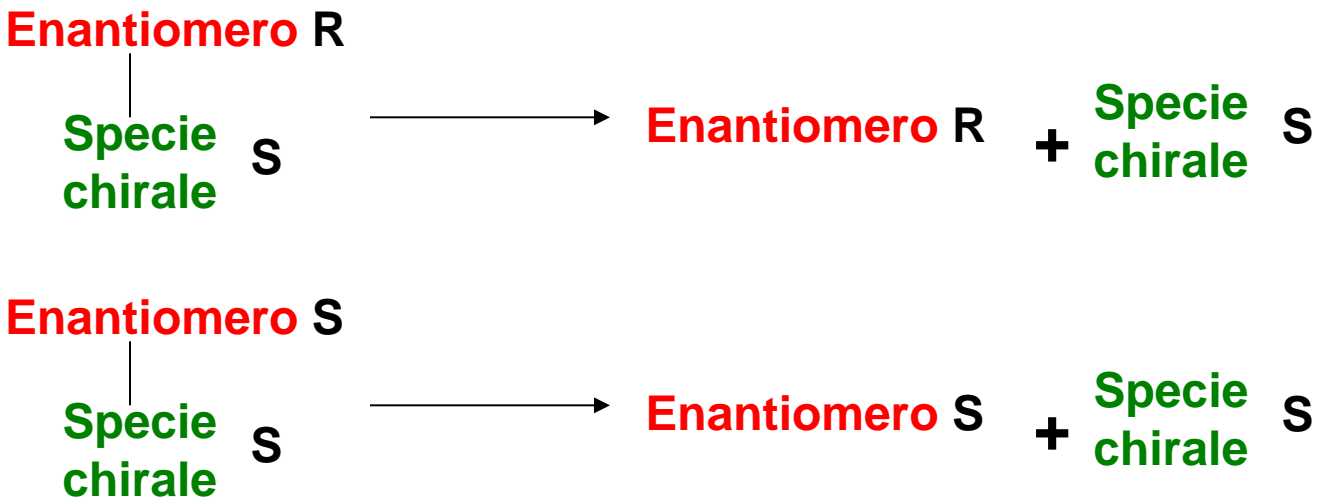 Enantiomero R
Specie
chirale
S
Enantiomero R
+
Specie
chirale
S
Enantiomero S
Specie
chirale
S
Enantiomero S
+
Specie
chirale
S